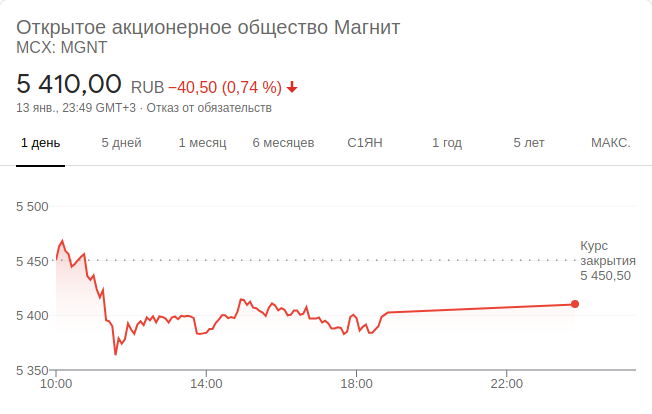 Открытое акционерное общество Магнит
MCX: MGNT
5 410,00 RUB −40,50 (0,74 %)
13 янв., 23:49 GMT+3 · Отказ от обязательств
1 день 5 дней 1 месяц 6 месяцев С1ЯН 1 год 5 лет МАКС.
5 500
Курс
5 450 закрытия
5 450,50
5 400
5 350
10:00 14:00 18:00 22:00